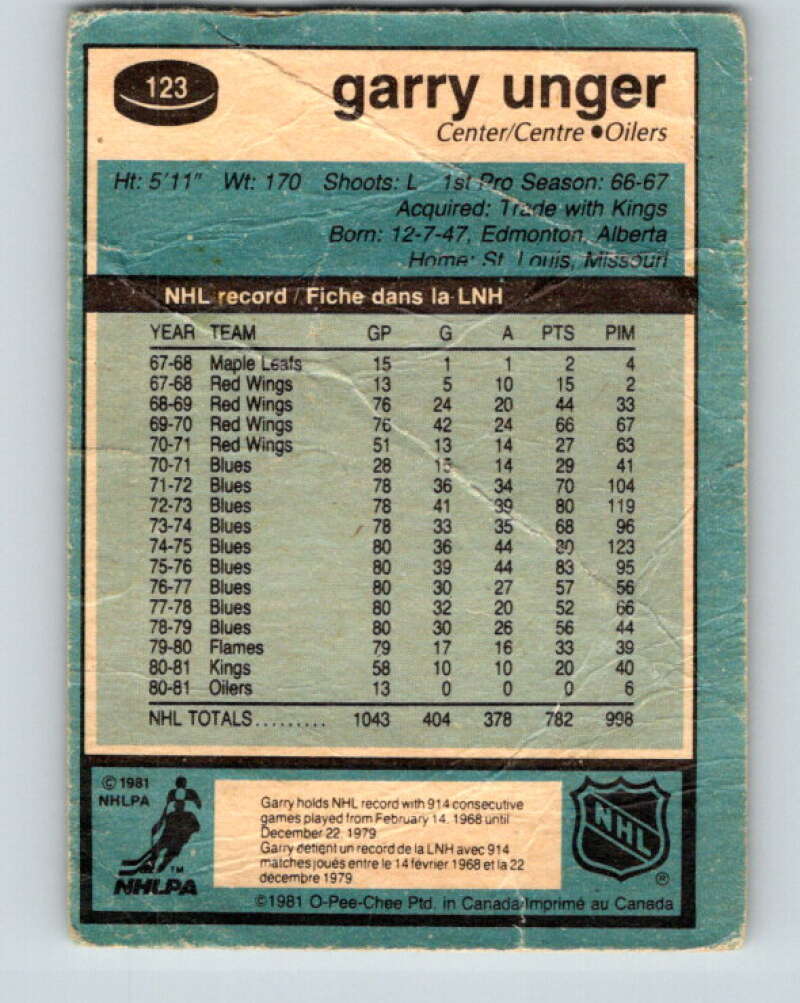 123
garry unger
Center/Centre ●Oilers
Ht: 5'11" Wt: 170 Shoots: L 1st Pro Season: 66-67
Acquired: Trade with Kings
Born: 12-7-47, Edmonton, Alberta
Home: St. Louis, Missouri
NHL record / Fiche dans la LNH
YEAR TEAM GP G A PTS PIM
67-68 Maple Leafs 15 1 1 2 4
67-68 Red Wings 13 5 10 15 2
68-69 Red Wings 76 24 20 44 33
69-70 Red Wings 76 42 24 66 67
70-71 Red Wings 51 13 14 27 63
70-71 Blues 28 15 14 29 41
71-72 Blues 78 36 34 70 104
72-73 Blues 78 41 39 80 119
73-74 Blues 78 33 35 68 96
74-75 Blues 80 36 44 80 123
75-76 Blues 80 39 44 83 95
76-77 Blues 80 30 27 57 56
77-78 Blues 80 32 20 52 66
78-79 Blues 80 30 26 56 44
79-80 Flames 79 17 16 33 39
80-81 Kings 58 10 10 20 40
80-81 Oilers 13 0 0 0 6
NHL TOTALS......... 1043 404 378 782 998
© 1981
NHLPA
TM
NHLPA
Garry holds NHL record with 914 consecutive
games played from February 14, 1968 until
December 22, 1979
Garry detient un record de la LNH avec 914
matches joués entre le 14 février 1968 et la 22
décembre 1979
NHL
®
©1981 O-Pee-Chee Ptd. in Canada/Imprimé au Canada